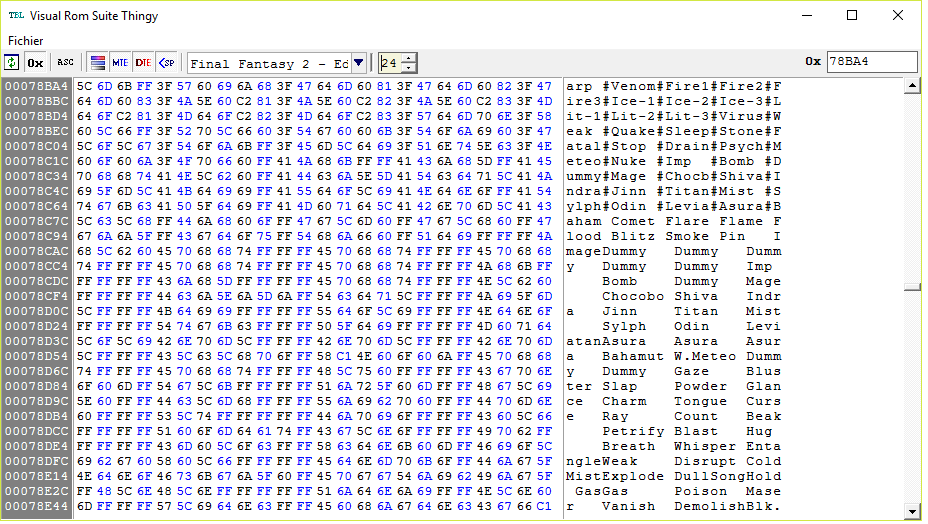 TBL Visual Rom Suite Thingy
Fichier
0x ASC MTE DTE <SP Final Fantasy 2 - Ed 24 0x 78BA4
00078BA4 5C 6D 6B FF 3F 57 60 69 6A 68 3F 47 64 6D 60 81 3F 47 64 6D 60 82 3F 47 arp #Venom#Fire1#Fire2#F
00078BBC 64 6D 60 83 3F 4A 5E 60 C2 81 3F 4A 5E 60 C2 82 3F 4A 5E 60 C2 83 3F 4D ire3#Ice-1#Ice-2#Ice-3#L
00078BD4 64 6F C2 81 3F 4D 64 6F C2 82 3F 4D 64 6F C2 83 3F 57 64 6D 70 6E 3F 58 it-1#Lit-2#Lit-3#Virus#W
00078BEC 60 5C 66 FF 3F 52 70 5C 66 60 3F 54 67 60 60 6B 3F 54 6F 6A 69 60 3F 47 eak #Quake#Sleep#Stone#F
00078C04 5C 6F 5C 67 3F 54 6F 6A 6B FF 3F 45 6D 5C 64 69 3F 51 6E 74 5E 63 3F 4E atal#Stop #Drain#Psych#M
00078C1C 60 6F 60 6A 3F 4F 70 66 60 FF 41 4A 68 6B FF FF 41 43 6A 68 5D FF 41 45 eteo#Nuke #Imp  #Bomb #D
00078C34 70 68 68 74 41 4E 5C 62 60 FF 41 44 63 6A 5E 5D 41 54 63 64 71 5C 41 4A ummy#Mage #Chocb#Shiva#I
00078C4C 69 5F 6D 5C 41 4B 64 69 69 FF 41 55 64 6F 5C 69 41 4E 64 6E 6F FF 41 54 ndra#Jinn #Titan#Mist #S
00078C64 74 67 6B 63 41 50 5F 64 69 FF 41 4D 60 71 64 5C 41 42 6E 70 6D 5C 41 43 ylph#Odin #Levia#Asura#B
00078C7C 5C 63 5C 68 FF 44 6A 68 60 6F FF 47 67 5C 6D 60 FF 47 67 5C 68 60 FF 47 aham Comet Flare Flame F
00078C94 67 6A 6A 5F FF 43 67 64 6F 75 FF 54 68 6A 66 60 FF 51 64 69 FF FF FF 4A lood Blitz Smoke Pin   I
00078CAC 68 5C 62 60 45 70 68 68 74 FF FF FF 45 70 68 68 74 FF FF FF 45 70 68 68 mageDummy   Dummy   Dumm
00078CC4 74 FF FF FF 45 70 68 68 74 FF FF FF 45 70 68 68 74 FF FF FF 4A 68 6B FF y   Dummy   Dummy   Imp
00078CDC FF FF FF FF 43 6A 68 5D FF FF FF FF 45 70 68 68 74 FF FF FF 4E 5C 62 60 Bomb    Dummy   Mage
00078CF4 FF FF FF FF 44 63 6A 5E 6A 5D 6A FF 54 63 64 71 5C FF FF FF 4A 69 5F 6D Chocobo Shiva   Indr
00078D0C 5C FF FF FF 4B 64 69 69 FF FF FF FF 55 64 6F 5C 69 FF FF FF 4E 64 6E 6F a   Jinn    Titan   Mist
00078D24 FF FF FF FF 54 74 67 6B 63 FF FF FF 50 5F 64 69 FF FF FF FF 4D 60 71 64 Sylph   Odin    Levi
00078D3C 5C 6F 5C 69 42 6E 70 6D 5C FF FF FF 42 6E 70 6D 5C FF FF FF 42 6E 70 6D atanAsura   Asura   Asur
00078D54 5C FF FF FF 43 5C 63 5C 68 70 6F FF 58 C1 4E 60 6F 60 6A FF 45 70 68 68 a   Bahamut W.Meteo Dumm
00078D6C 74 FF FF FF 45 70 68 68 74 FF FF FF 48 5C 75 60 FF FF FF FF 43 67 70 6E y   Dummy   Gaze    Blus
00078D84 6F 60 6D FF 54 67 5C 6B FF FF FF FF 51 6A 72 5F 60 6D FF FF 48 67 5C 69 ter Slap    Powder  Glan
00078D9C 5E 60 FF FF 44 63 5C 6D 68 FF FF FF 55 6A 69 62 70 60 FF FF 44 70 6D 6E ce  Charm   Tongue  Curs
00078DB4 60 FF FF FF 53 5C 74 FF FF FF FF FF 44 6A 70 69 6F FF FF FF 43 60 5C 66 e   Ray     Count   Beak
00078DCC FF FF FF FF 51 60 6F 6D 64 61 74 FF 43 67 5C 6E 6F FF FF FF 49 70 62 FF Petrify Blast   Hug
00078DE4 FF FF FF FF 43 6D 60 5C 6F 63 FF FF 58 63 64 6E 6B 60 6D FF 46 69 6F 5C Breath  Whisper Enta
00078DFC 69 62 67 60 58 60 5C 66 FF FF FF FF 45 64 6E 6D 70 6B 6F FF 44 6A 67 5F ngleWeak    Disrupt Cold
00078E14 4E 64 6E 6F 46 73 6B 67 6A 5F 60 FF 45 70 67 67 54 6A 69 62 49 6A 67 5F MistExplode DullSongHold
00078E2C FF 48 5C 6E 48 5C 6E FF FF FF FF FF 51 6A 64 6E 6A 69 FF FF 4E 5C 6E 60 GasGas     Poison  Mase
00078E44 6D FF FF FF 57 5C 69 64 6E 63 FF FF 45 60 68 6A 67 64 6E 63 43 67 66 C1 r   Vanish  DemolishBlk.